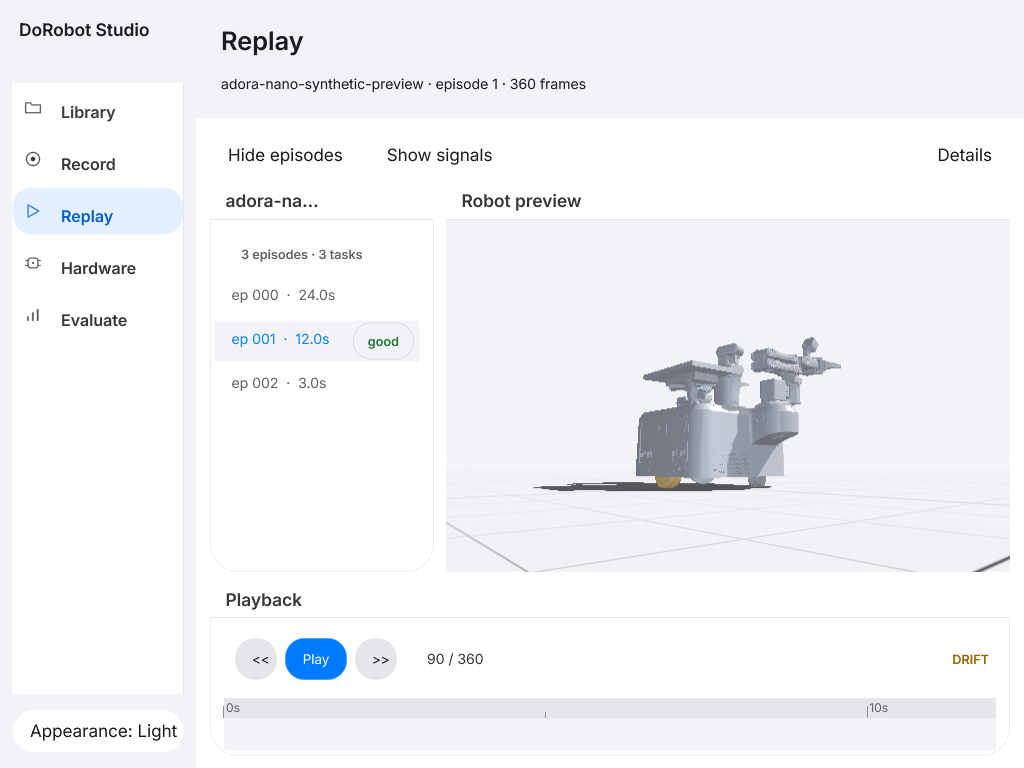 DoRobot Studio
Library
Record
Replay
Hardware
Evaluate
Appearance: Light
Replay
adora-nano-synthetic-preview · episode 1 · 360 frames
Hide episodes
Show signals
Details
adora-na...
3 episodes · 3 tasks
ep 000 · 24.0s
ep 001 · 12.0s
good
ep 002 · 3.0s
Robot preview
Playback
<<
Play
>>
90 / 360
DRIFT
0s
10s